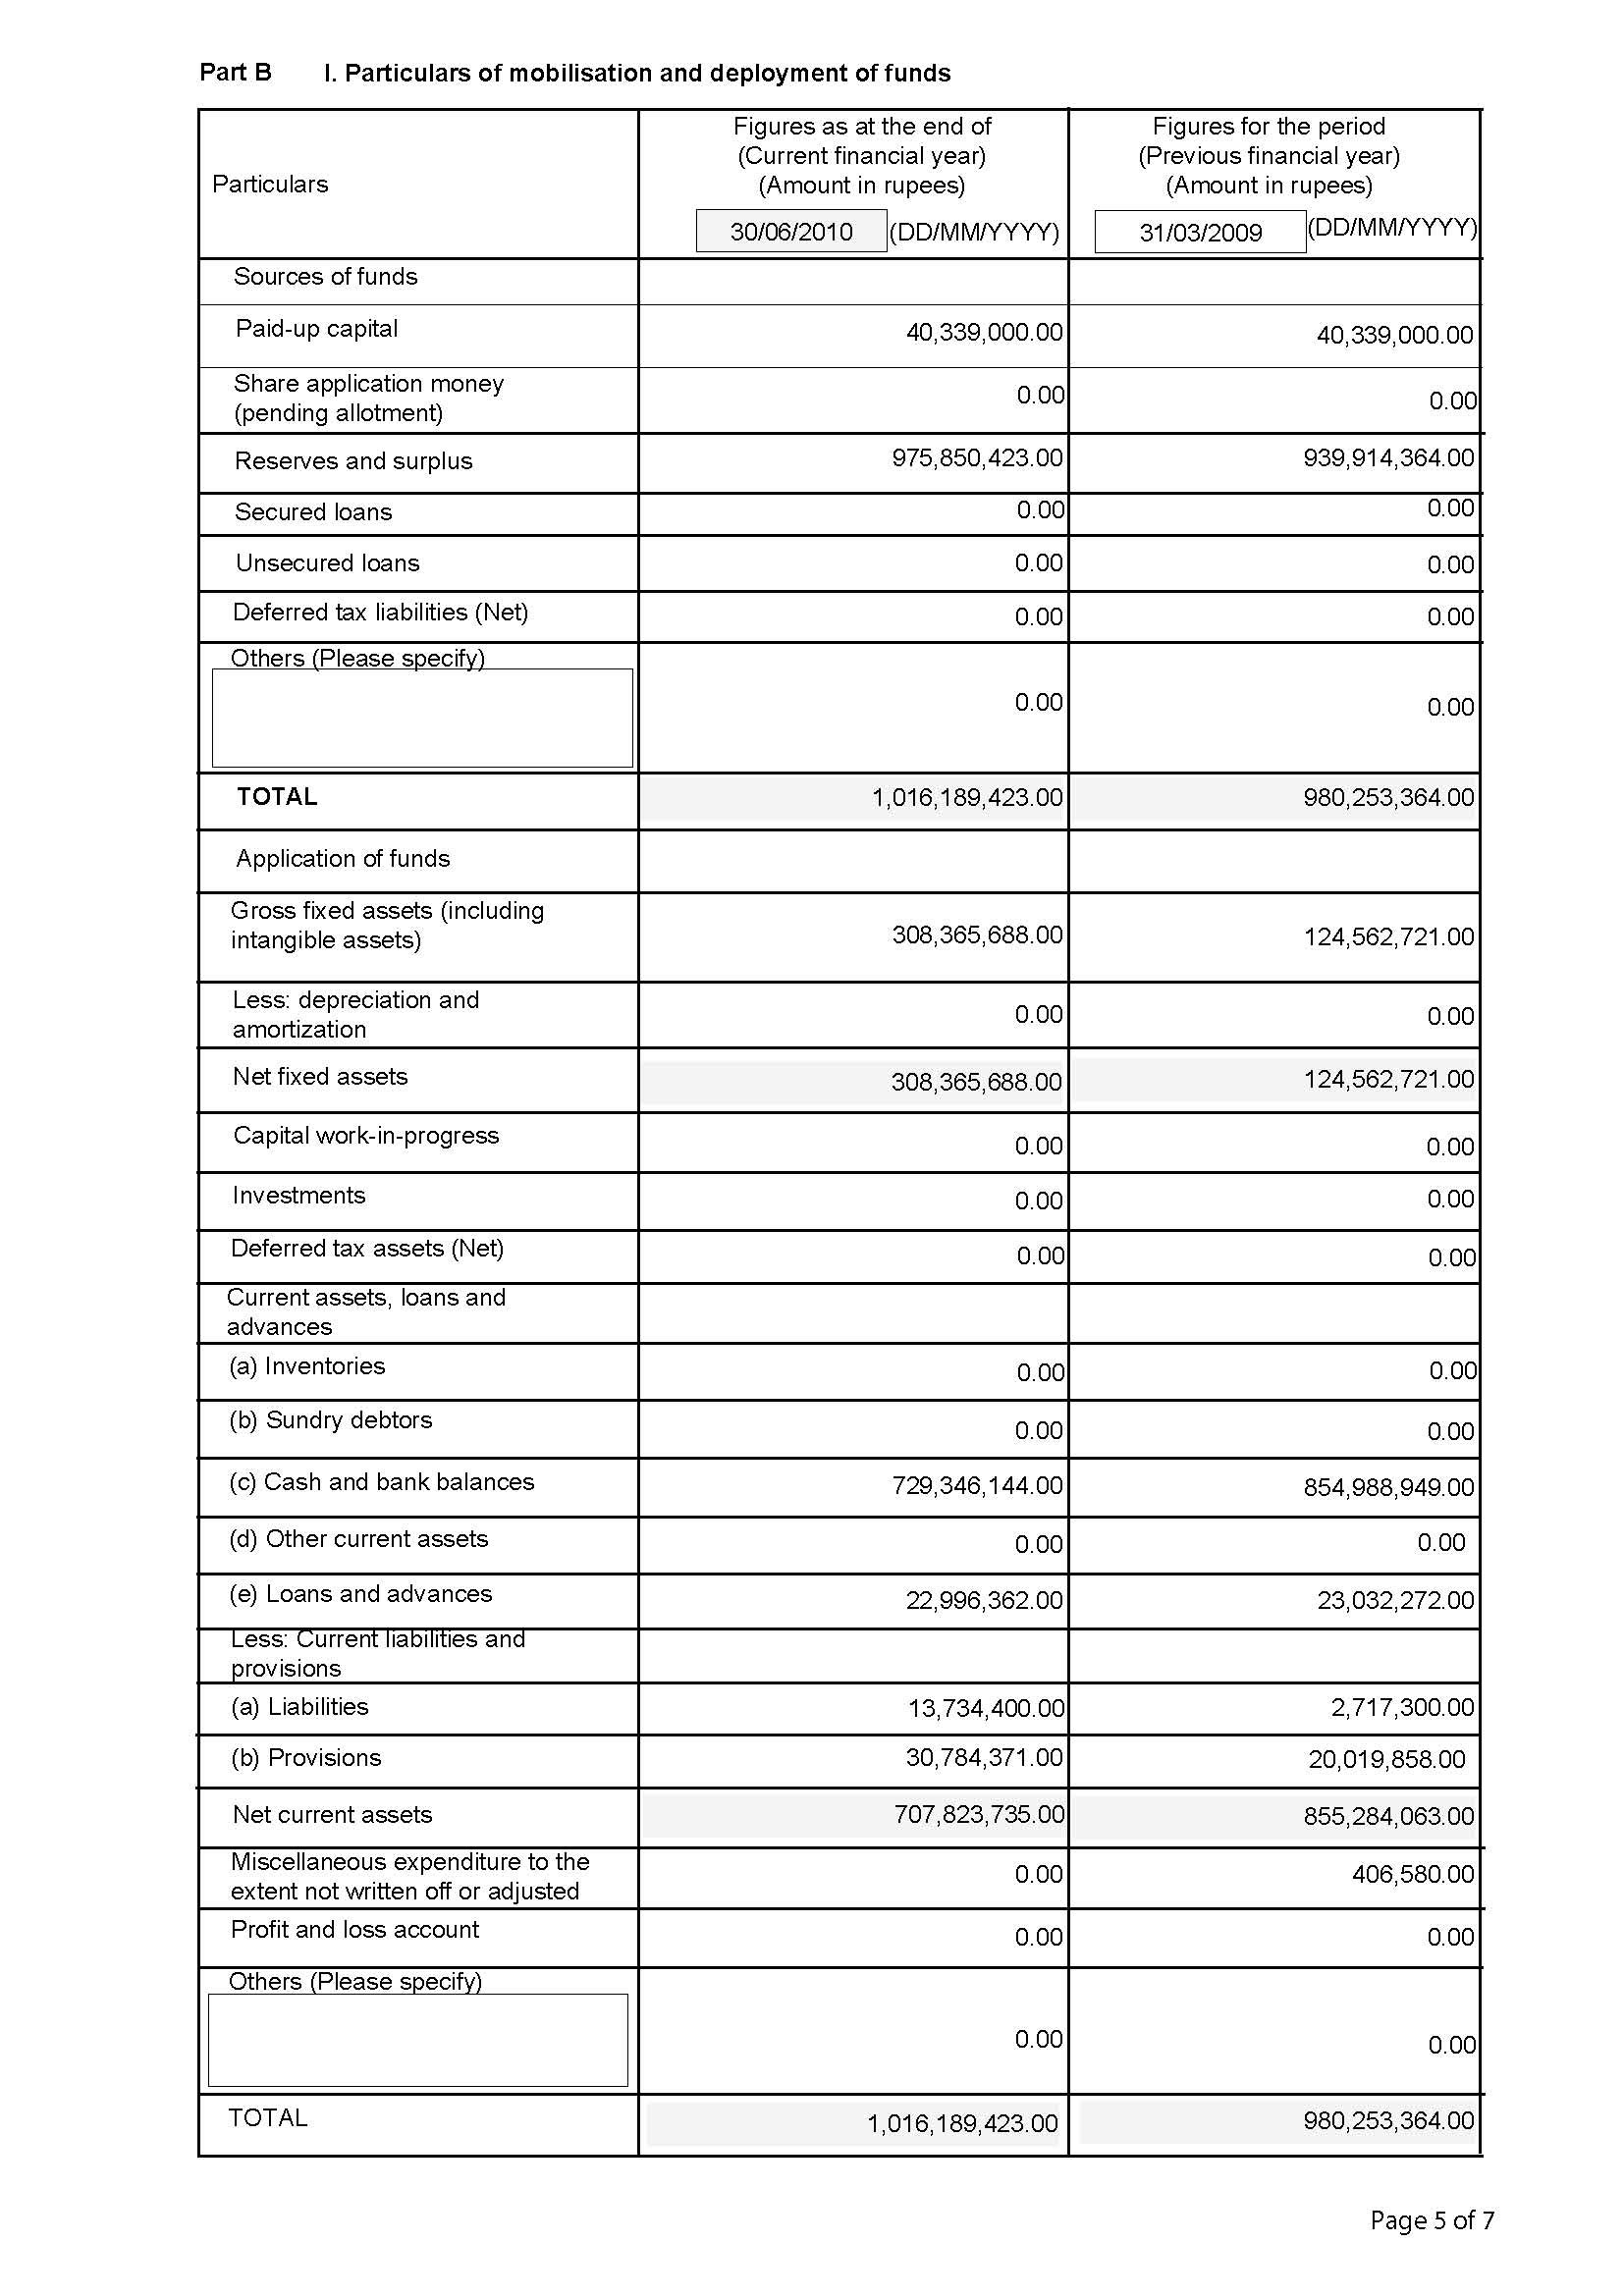 Part B I. Particulars of mobilisation and deployment of funds
Particulars
Figures as at the end of
(Current financial year)
(Amount in rupees)
30/06/2010 (DD/MM/YYYY)
Figures for the period
(Previous financial year)
(Amount in rupees)
31/03/2009 (DD/MM/YYYY)
Sources of funds
Paid-up capital 40,339,000.00 40,339,000.00
Share application money
(pending allotment) 0.00 0.00
Reserves and surplus 975,850,423.00 939,914,364.00
Secured loans 0.00 0.00
Unsecured loans 0.00 0.00
Deferred tax liabilities (Net) 0.00 0.00
Others (Please specify)
0.00 0.00
TOTAL 1,016,189,423.00 980,253,364.00
Application of funds
Gross fixed assets (including
intangible assets) 308,365,688.00 124,562,721.00
Less: depreciation and
amortization 0.00 0.00
Net fixed assets 308,365,688.00 124,562,721.00
Capital work-in-progress 0.00 0.00
Investments 0.00 0.00
Deferred tax assets (Net) 0.00 0.00
Current assets, loans and
advances
(a) Inventories 0.00 0.00
(b) Sundry debtors 0.00 0.00
(c) Cash and bank balances 729,346,144.00 854,988,949.00
(d) Other current assets 0.00 0.00
(e) Loans and advances 22,996,362.00 23,032,272.00
Less: Current liabilities and
provisions
(a) Liabilities 13,734,400.00 2,717,300.00
(b) Provisions 30,784,371.00 20,019,858.00
Net current assets 707,823,735.00 855,284,063.00
Miscellaneous expenditure to the
extent not written off or adjusted 0.00 406,580.00
Profit and loss account 0.00 0.00
Others (Please specify)
0.00 0.00
TOTAL 1,016,189,423.00 980,253,364.00
Page 5 of 7